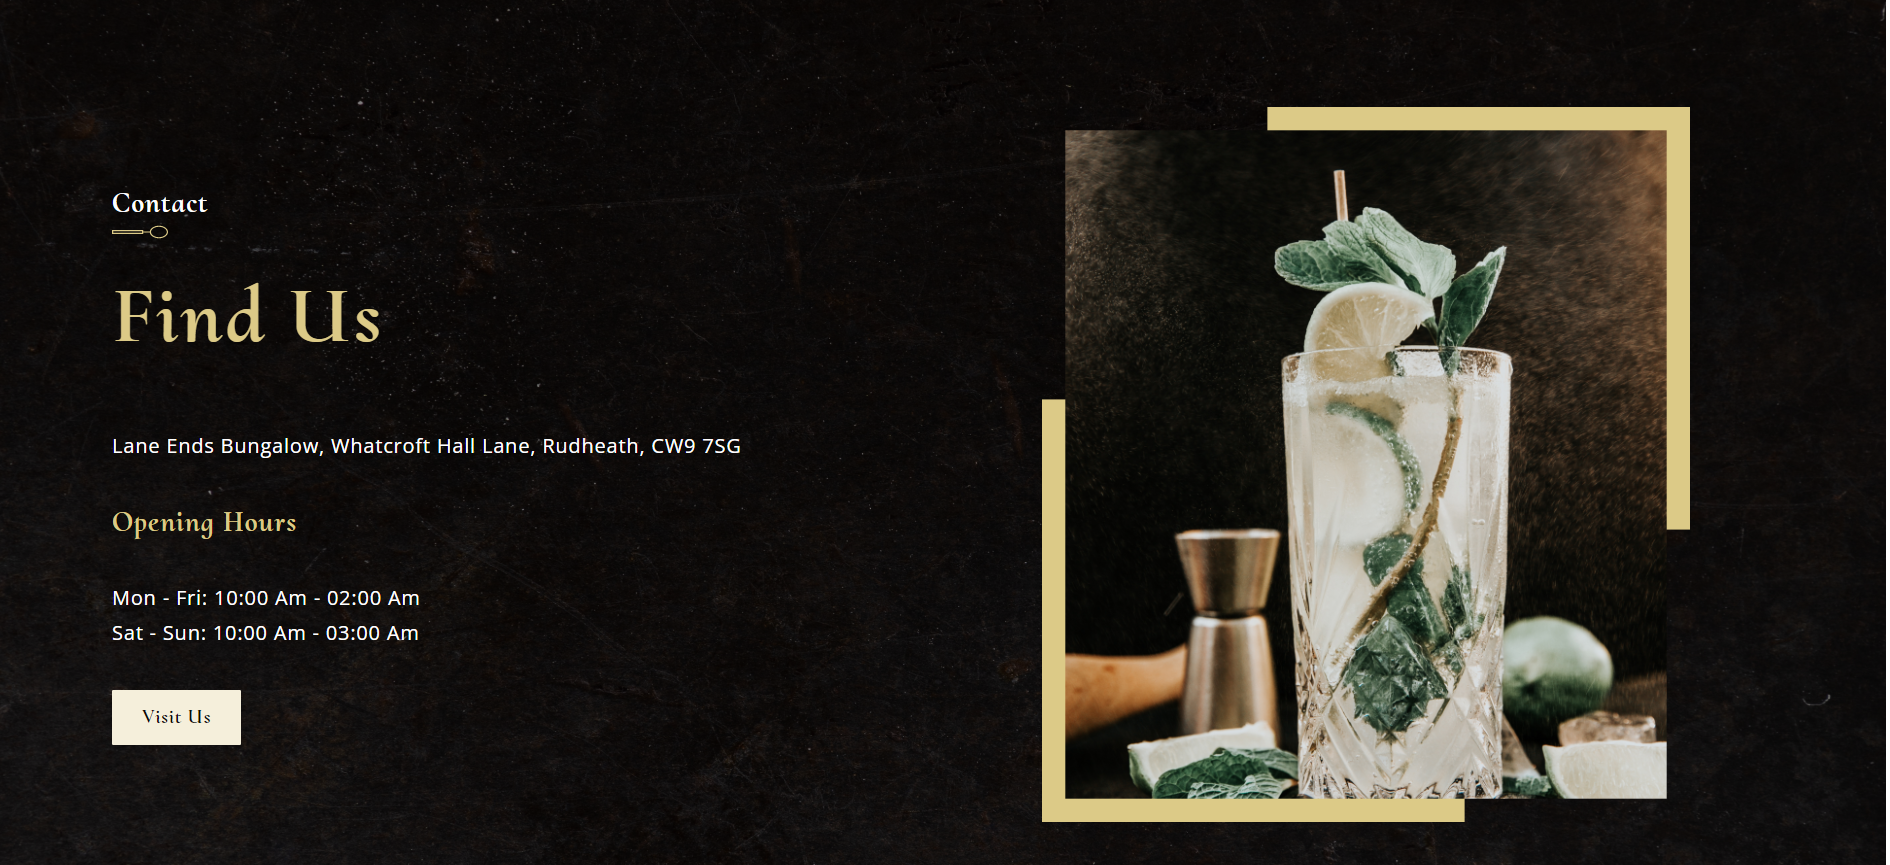 Contact
Find Us
Lane Ends Bungalow, Whatcroft Hall Lane, Rudheath, CW9 7SG
Opening Hours
Mon - Fri: 10:00 Am - 02:00 Am
Sat - Sun: 10:00 Am - 03:00 Am
Visit Us